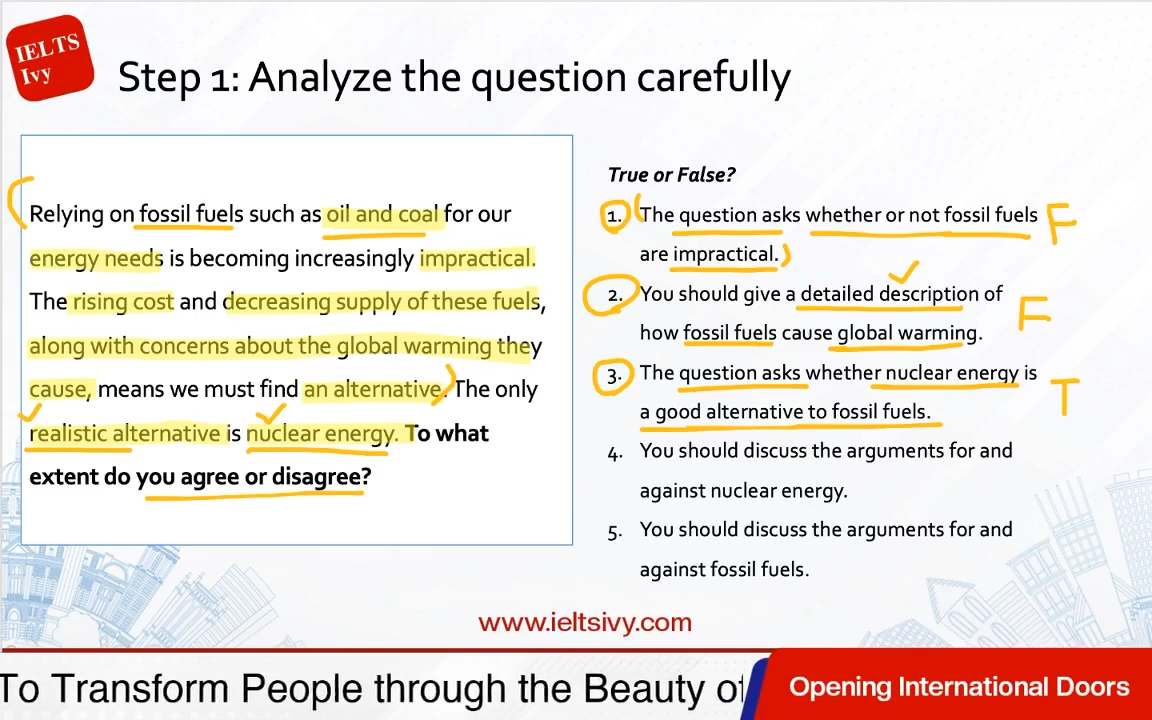 IELTS
Ivy
Step 1: Analyze the question carefully
Relying on fossil fuels such as oil and coal for our
energy needs is becoming increasingly impractical.
The rising cost and decreasing supply of these fuels,
along with concerns about the global warming they
cause, means we must find an alternative. The only
realistic alternative is nuclear energy. To what
extent do you agree or disagree?
True or False?
1. The question asks whether or not fossil fuels F
are impractical.
2. You should give a detailed description of
how fossil fuels cause global warming. F
3. The question asks whether nuclear energy is
a good alternative to fossil fuels. T
4. You should discuss the arguments for and
against nuclear energy.
5. You should discuss the arguments for and
against fossil fuels.
www.ieltsivy.com
To Transform People through the Beauty of
Opening International Doors